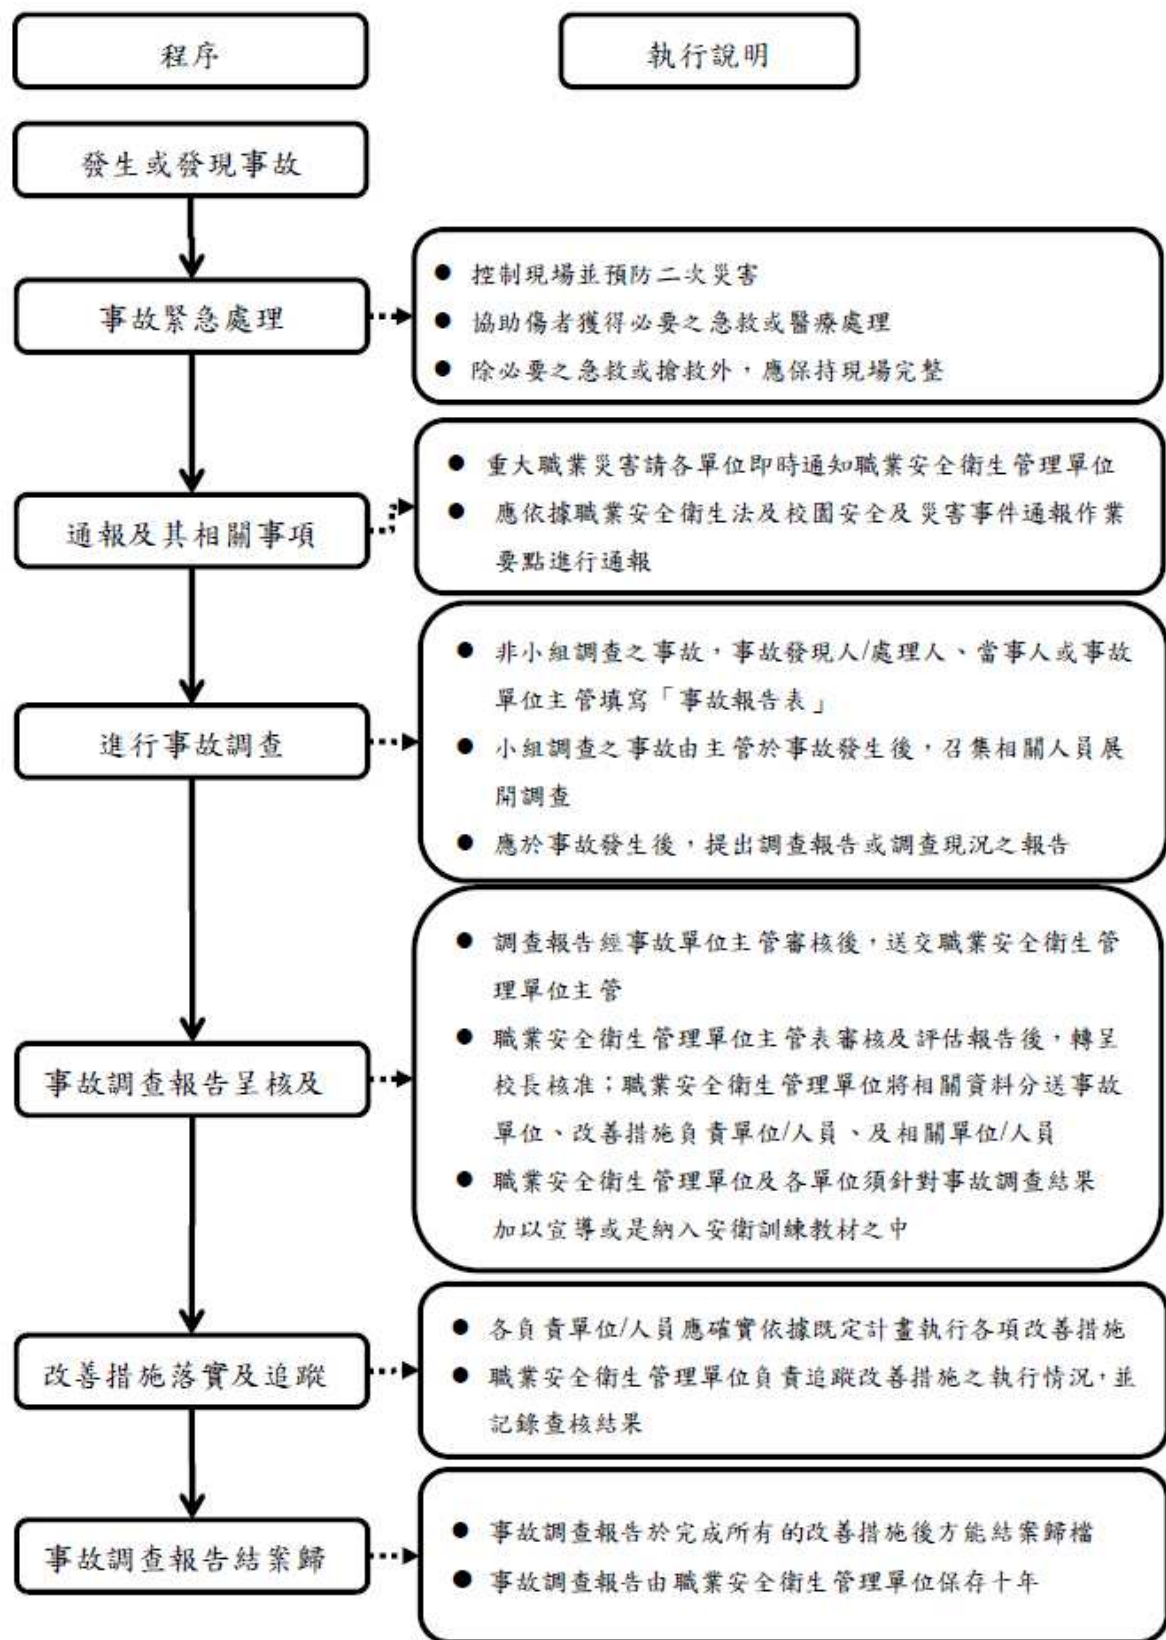 程序
執行說明
發生或發現事故
事故緊急處理
● 控制現場並預防二次災害
● 協助傷者獲得必要之急救或醫療處理
● 除必要之急救或搶救外，應保持現場完整
通報及其相關事項
● 重大職業災害請各單位即時通知職業安全衛生管理單位
● 應依據職業安全衛生法及校園安全及災害事件通報作業
要點進行通報
進行事故調查
● 非小組調查之事故，事故發現人/處理人、當事人或事故
單位主管填寫「事故報告表」
● 小組調查之事故由主管於事故發生後，召集相關人員展
開調查
● 應於事故發生後，提出調查報告或調查現況之報告
事故調查報告呈核及
● 調查報告經事故單位主管審核後，送交職業安全衛生管
理單位主管
● 職業安全衛生管理單位主管表審核及評估報告後，轉呈
校長核准；職業安全衛生管理單位將相關資料分送事故
單位、改善措施負責單位/人員、及相關單位/人員
● 職業安全衛生管理單位及各單位須針對事故調查結果
加以宣導或是納入安衛訓練教材之中
改善措施落實及追蹤
● 各負責單位/人員應確實依據既定計畫執行各項改善措施
● 職業安全衛生管理單位負責追蹤改善措施之執行情況，並
記錄查核結果
事故調查報告結案歸
● 事故調查報告於完成所有的改善措施後方能結案歸檔
● 事故調查報告由職業安全衛生管理單位保存十年